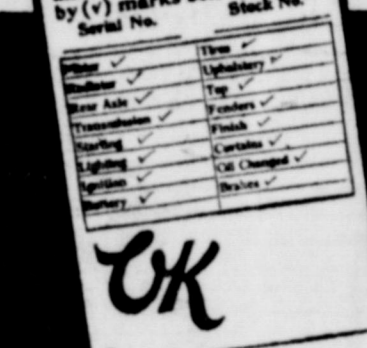 by (v) marks
Serial No. Stock No.
Motor ✓ Tires ✓
Radiator ✓ Upholstery ✓
Rear Axle ✓ Top ✓
Transmission ✓ Fenders ✓
Starting ✓ Finish ✓
Lighting ✓ Curtains ✓
Ignition ✓ Oil Changed ✓
Battery ✓ Brakes ✓
OK